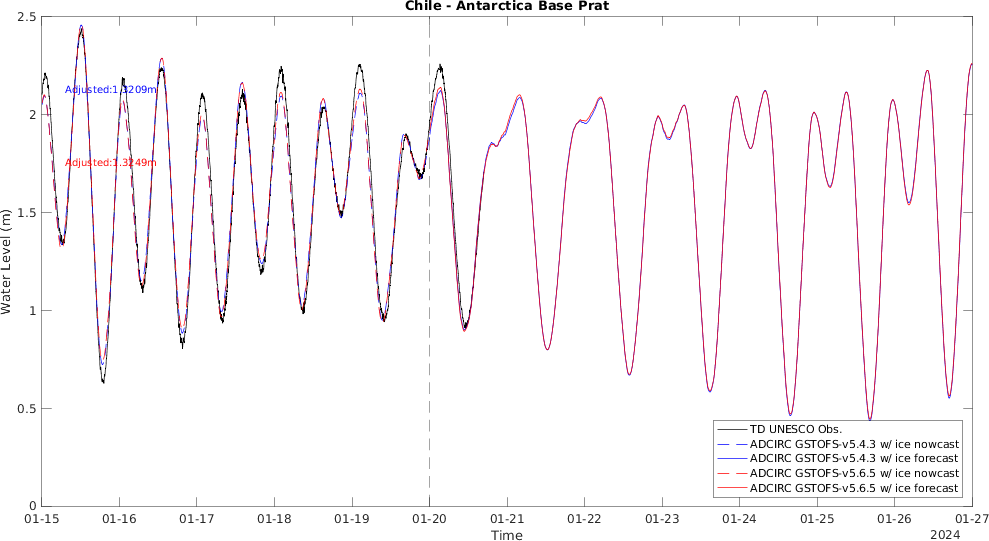 Chile - Antarctica Base Prat
2.5
2
1.5
1
0.5
0
Water Level (m)
Adjusted:1.3209m
Adjusted:1.3249m
TD UNESCO Obs.
ADCIRC GSTOFS-v5.4.3 w/ ice nowcast
ADCIRC GSTOFS-v5.4.3 w/ ice forecast
ADCIRC GSTOFS-v5.6.5 w/ ice nowcast
ADCIRC GSTOFS-v5.6.5 w/ ice forecast
01-15 01-16 01-17 01-18 01-19 01-20 01-21 01-22 01-23 01-24 01-25 01-26 01-27
Time
2024